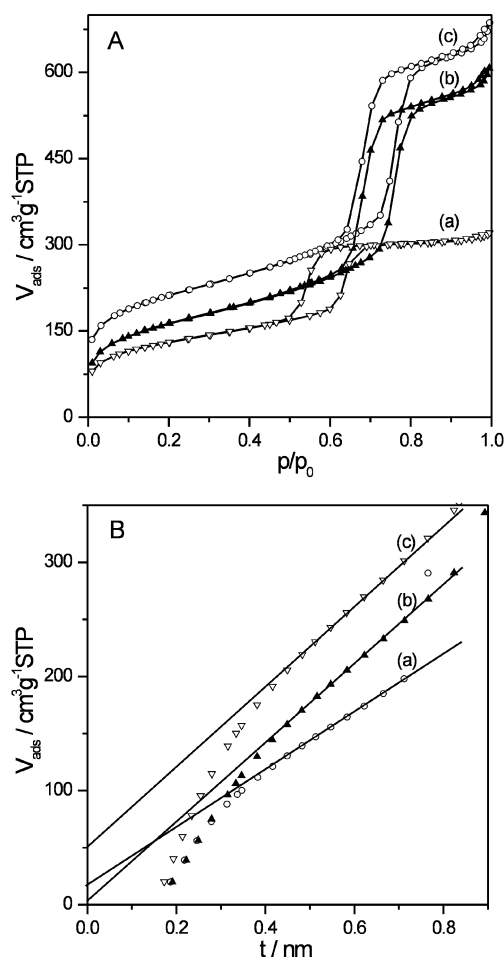 A
(c)
(b)
(a)
600
450
300
150
0
V_ads / cm³g⁻¹STP
0.0 0.2 0.4 0.6 0.8 1.0
p/p₀
B
(c)
(b)
(a)
300
200
100
0
V_ads / cm³g⁻¹STP
0.0 0.2 0.4 0.6 0.8
t / nm